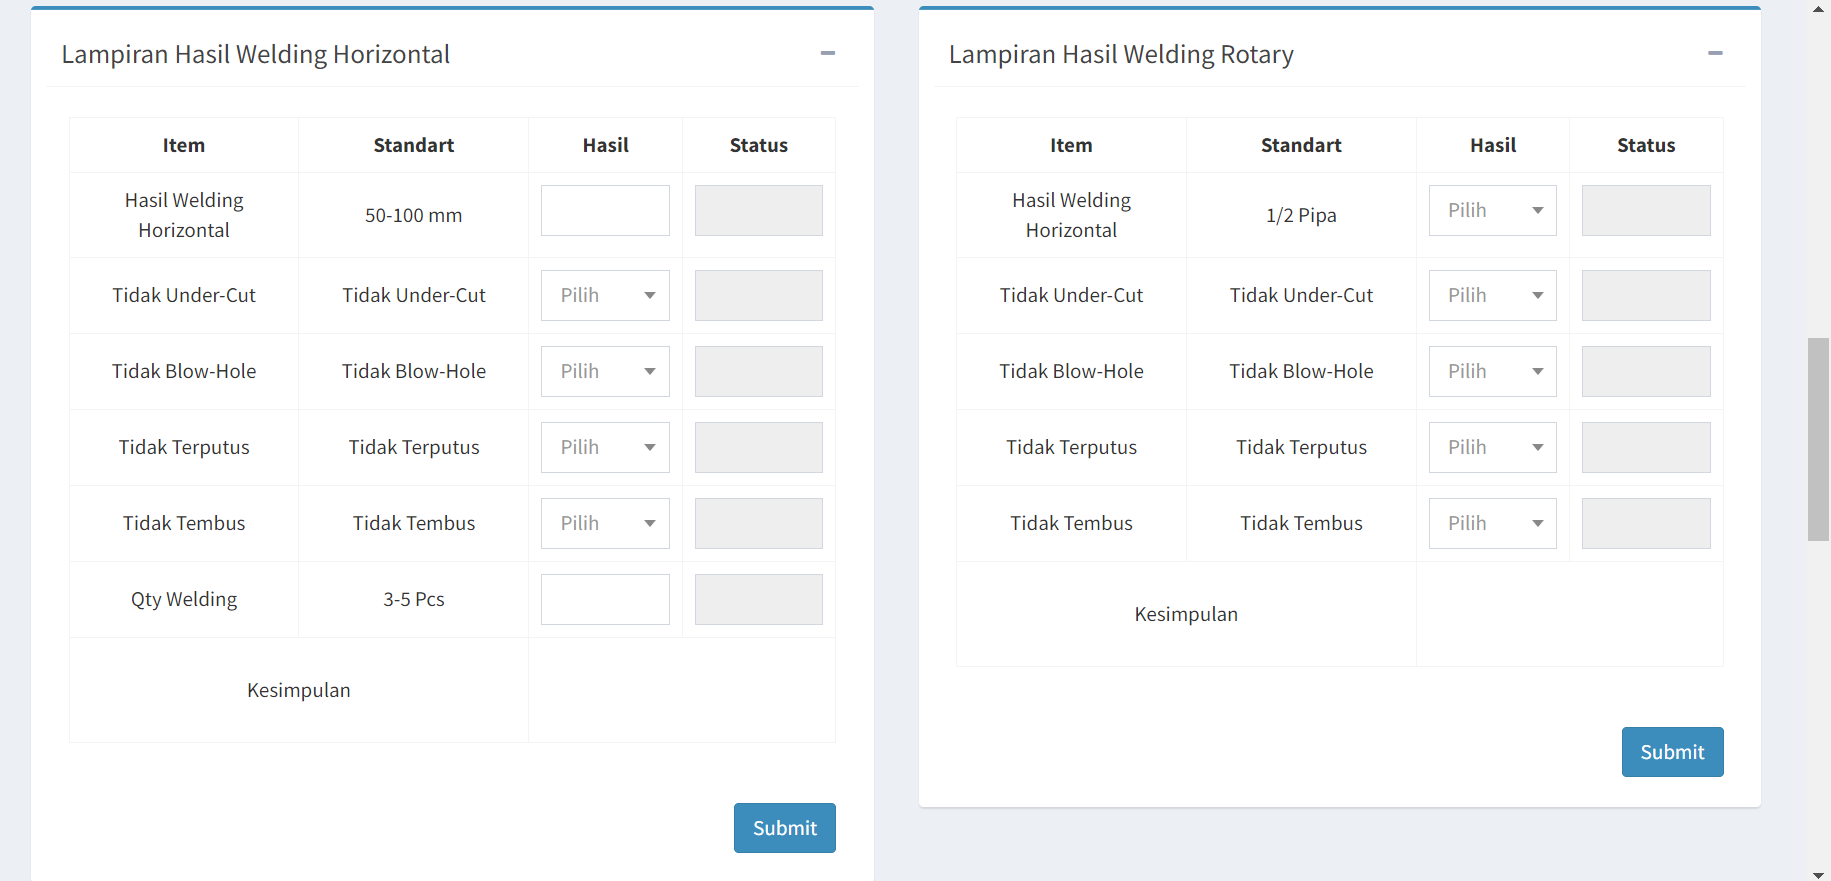 Lampiran Hasil Welding Horizontal
Item Standart Hasil Status
Hasil Welding
Horizontal
50-100 mm
Tidak Under-Cut Tidak Under-Cut Pilih
Tidak Blow-Hole Tidak Blow-Hole Pilih
Tidak Terputus Tidak Terputus Pilih
Tidak Tembus Tidak Tembus Pilih
Qty Welding 3-5 Pcs
Kesimpulan
Submit
Lampiran Hasil Welding Rotary
Item Standart Hasil Status
Hasil Welding
Horizontal
1/2 Pipa Pilih
Tidak Under-Cut Tidak Under-Cut Pilih
Tidak Blow-Hole Tidak Blow-Hole Pilih
Tidak Terputus Tidak Terputus Pilih
Tidak Tembus Tidak Tembus Pilih
Kesimpulan
Submit